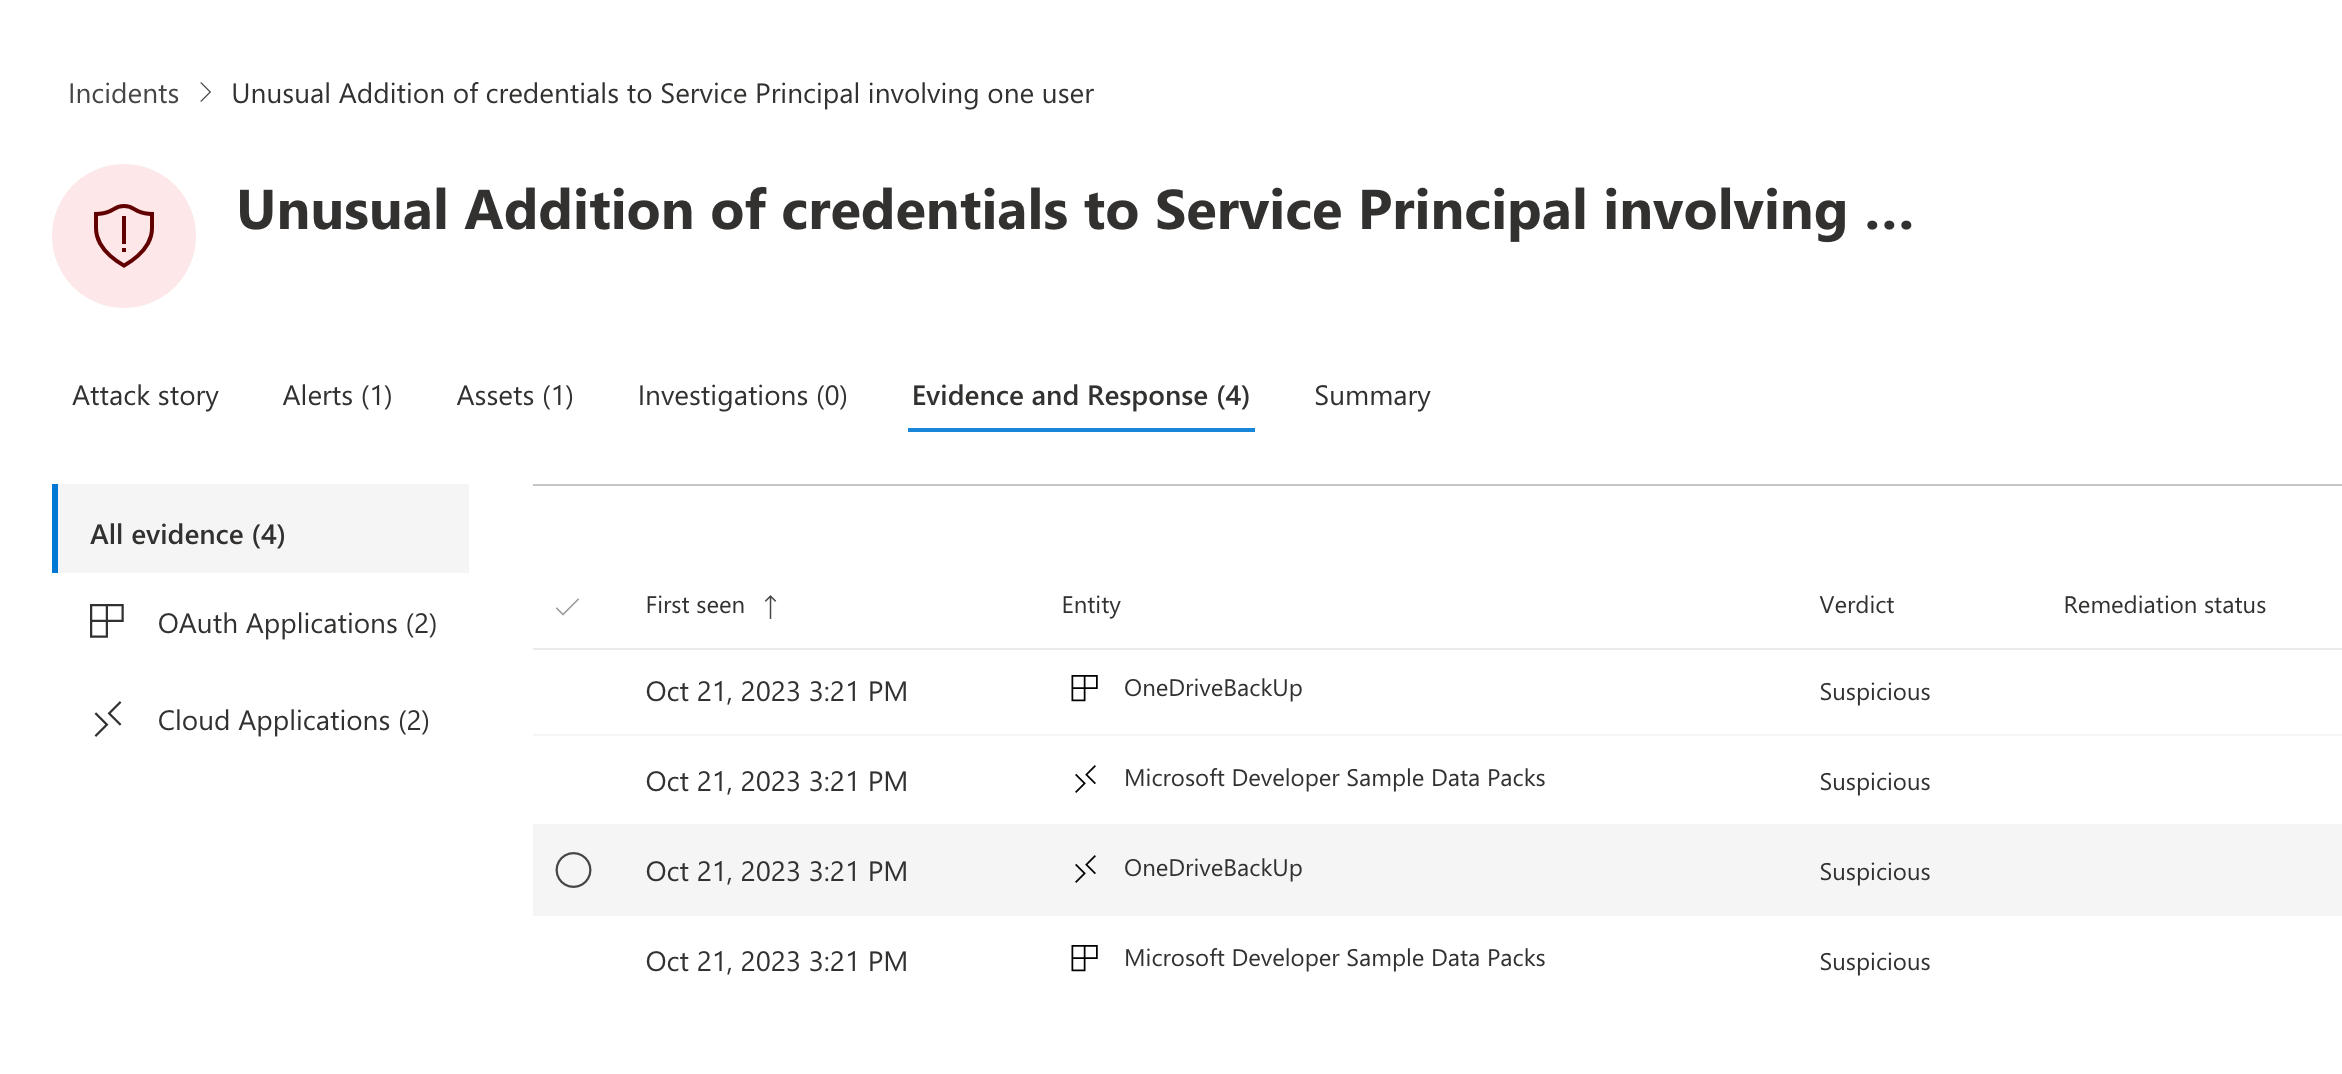 Incidents > Unusual Addition of credentials to Service Principal involving one user
Unusual Addition of credentials to Service Principal involving ...
Attack story Alerts (1) Assets (1) Investigations (0) Evidence and Response (4) Summary
All evidence (4)
OAuth Applications (2)
Cloud Applications (2)
First seen ↑ Entity Verdict Remediation status
Oct 21, 2023 3:21 PM OneDriveBackUp Suspicious
Oct 21, 2023 3:21 PM Microsoft Developer Sample Data Packs Suspicious
Oct 21, 2023 3:21 PM OneDriveBackUp Suspicious
Oct 21, 2023 3:21 PM Microsoft Developer Sample Data Packs Suspicious